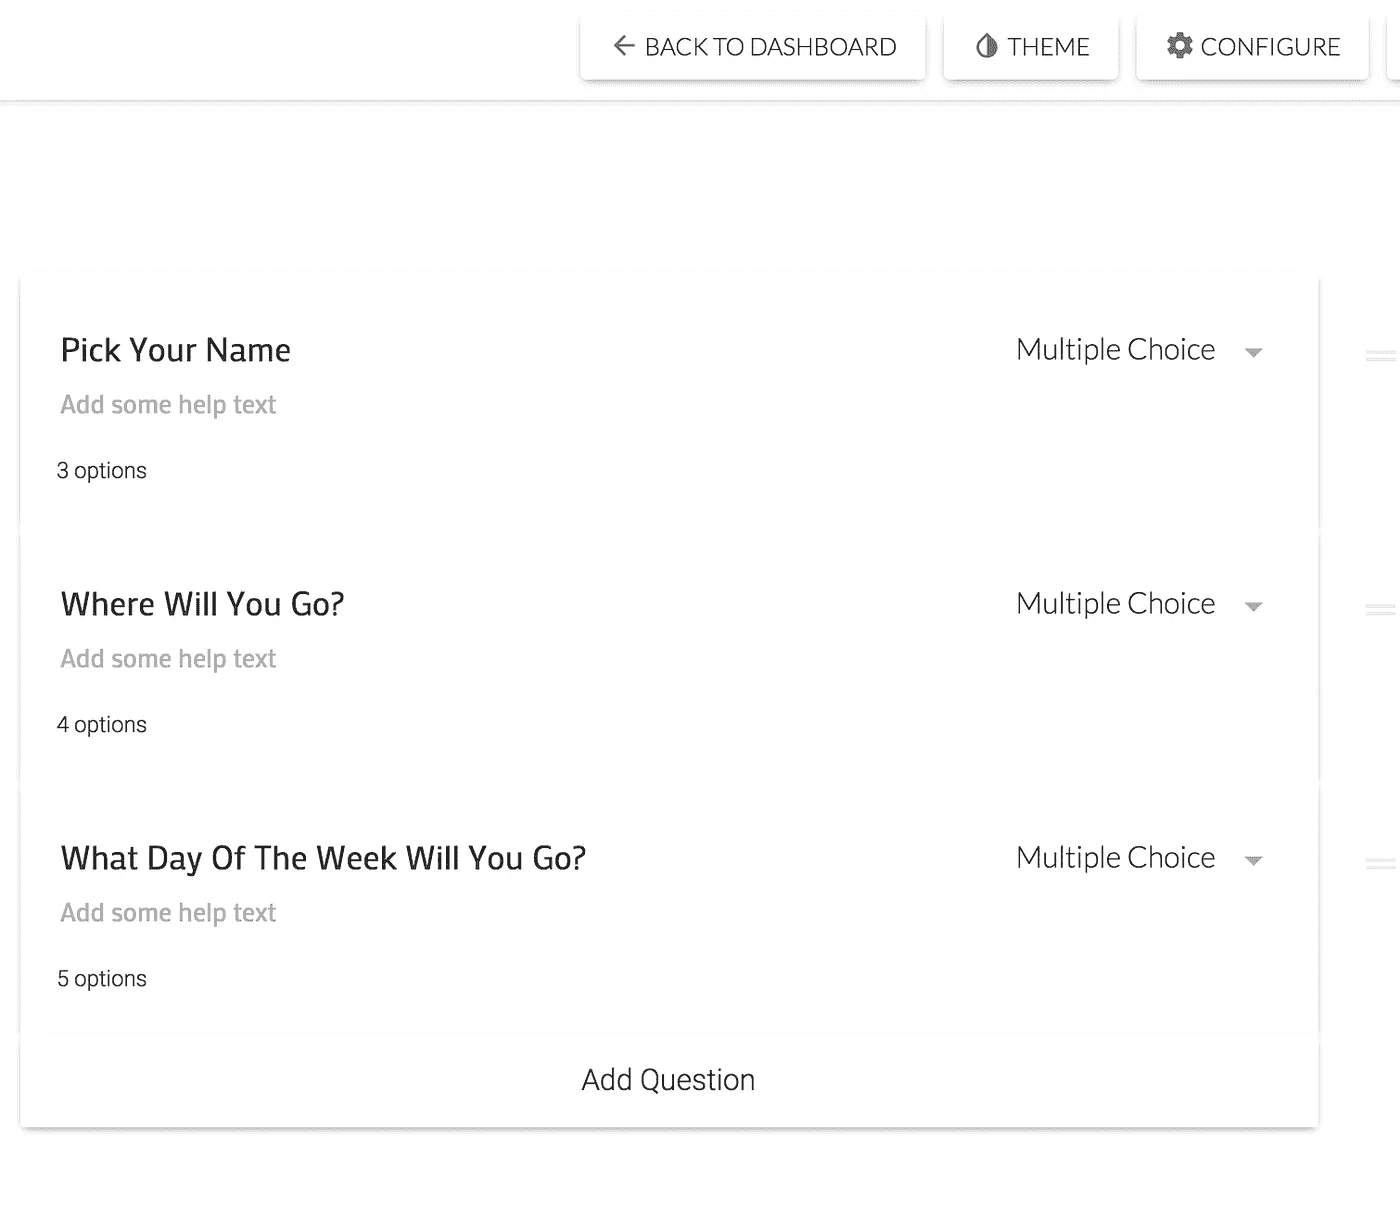 BACK TO DASHBOARD THEME CONFIGURE
Pick Your Name Multiple Choice
Add some help text
3 options
Where Will You Go? Multiple Choice
Add some help text
4 options
What Day Of The Week Will You Go? Multiple Choice
Add some help text
5 options
Add Question